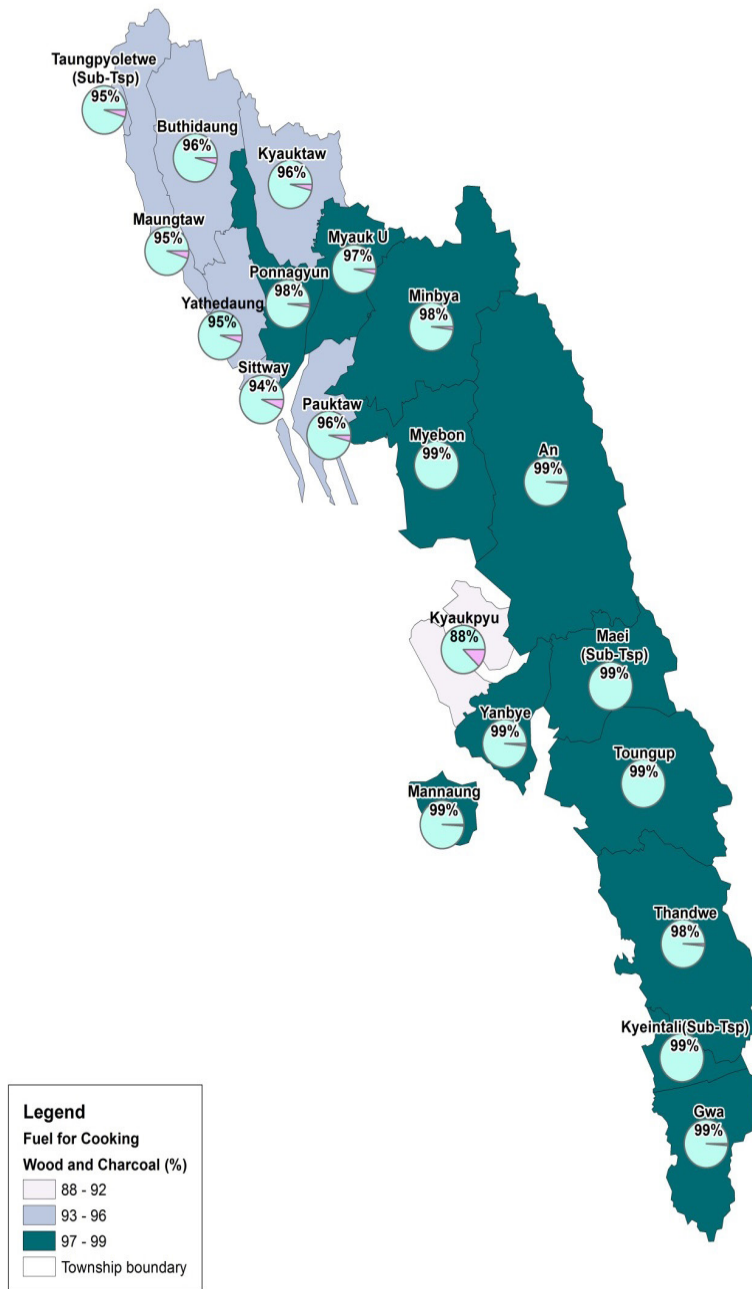 Taungpyoletwe
(Sub-Tsp)
95%
Buthidaung
96%
Kyauktaw
96%
Maungtaw
95%
Myauk U
97%
Ponnagyun
98%
Minbya
98%
Yathedaung
95%
Sittway
94%
Pauktaw
96%
Myebon
99%
An
99%
Kyaukpyu
88%
Maei
(Sub-Tsp)
99%
Yanbye
99%
Toungup
99%
Mannaung
99%
Thandwe
98%
Kyeintali(Sub-Tsp)
99%
Gwa
99%
Legend
Fuel for Cooking
Wood and Charcoal (%)
88 - 92
93 - 96
97 - 99
Township boundary